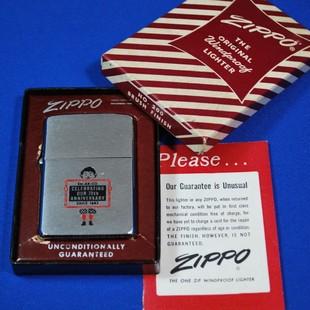 ZIPPO
THE
ORIGINAL
Windproof
LIGHTER
NO. 200
BRUSH FINISH
ZIPPO
CELEBRATING
OUR 70th
ANNIVERSARY
UNCONDITIONALLY
GUARANTEED
Please...
Our Guarantee is Unusual
This lighter or any ZIPPO, when returned
to our factory, will be put in first class
mechanical condition free of charge, for
we have yet to charge a cent for the repair
of a ZIPPO regardless of age or condition.
THE FINISH, HOWEVER, IS NOT
GUARANTEED.
ZIPPO
THE ONE ZIP WINDPROOF LIGHTER